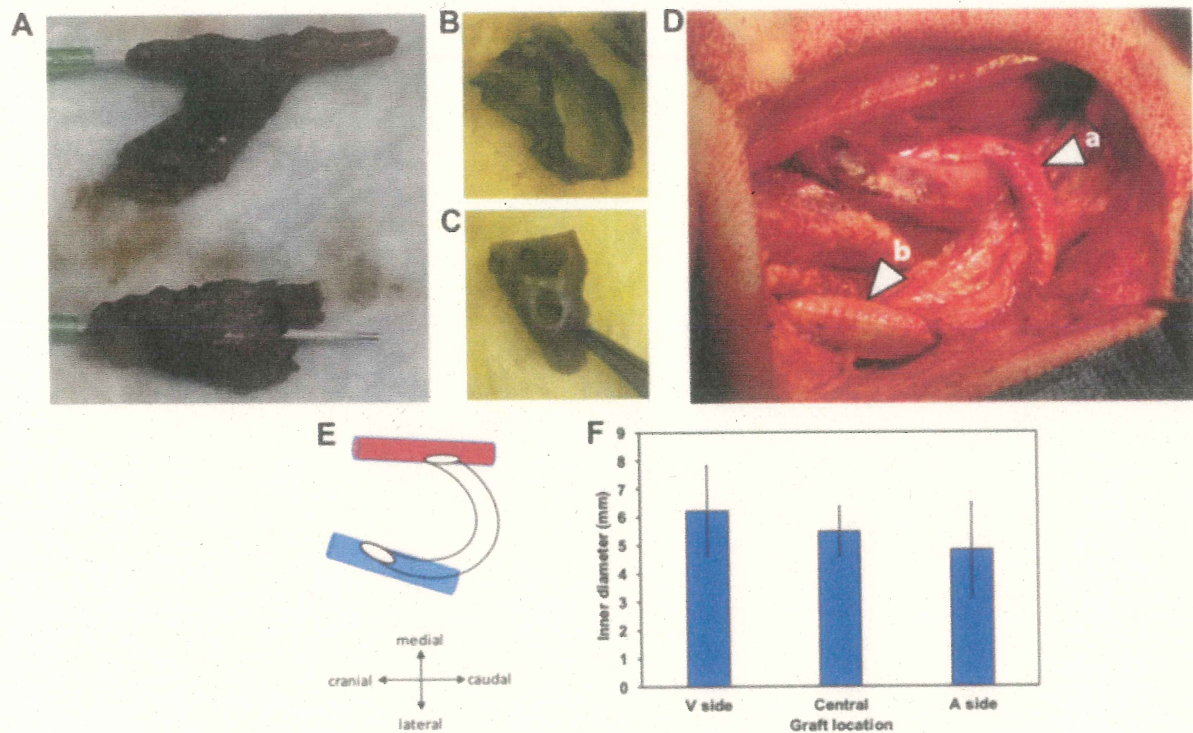 A
B
C
D
a
b
E
medial
cranial
caudal
lateral
F
Inner diameter (mm)
9
8
7
6
5
4
3
2
1
0
V side
Central
A side
Graft location